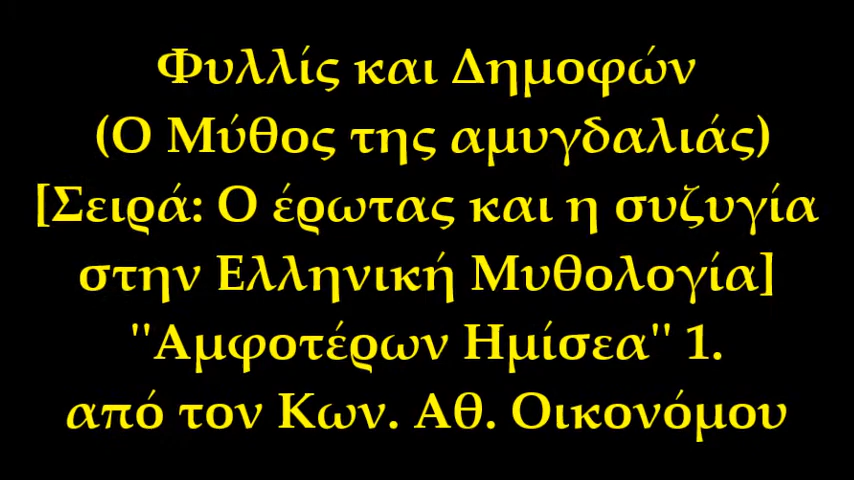 Φυλλίς και Δημοφών
(Ο Μύθος της αμυγδαλιάς)
[Σειρά: Ο έρωτας και η συζυγία
στην Ελληνική Μυθολογία]
''Αμφοτέρων Ημίσεα'' 1.
από τον Κων. Αθ. Οικονόμου